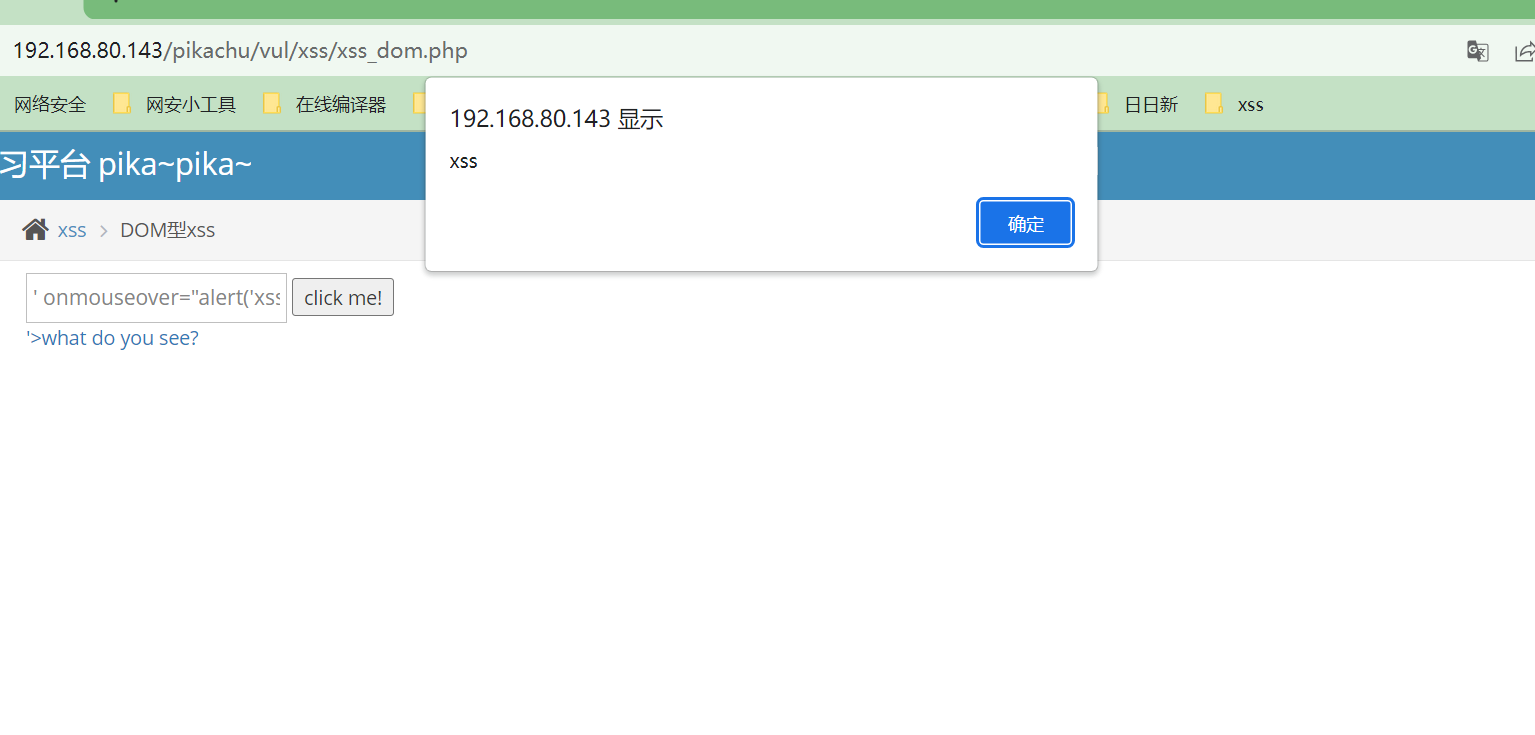 192.168.80.143/pikachu/vul/xss/xss_dom.php
网络安全 网安小工具 在线编译器 日日新 xss
192.168.80.143 显示
xss
确定
习平台 pika~pika~
xss > DOM型xss
' onmouseover="alert('xss click me!
'>what do you see?